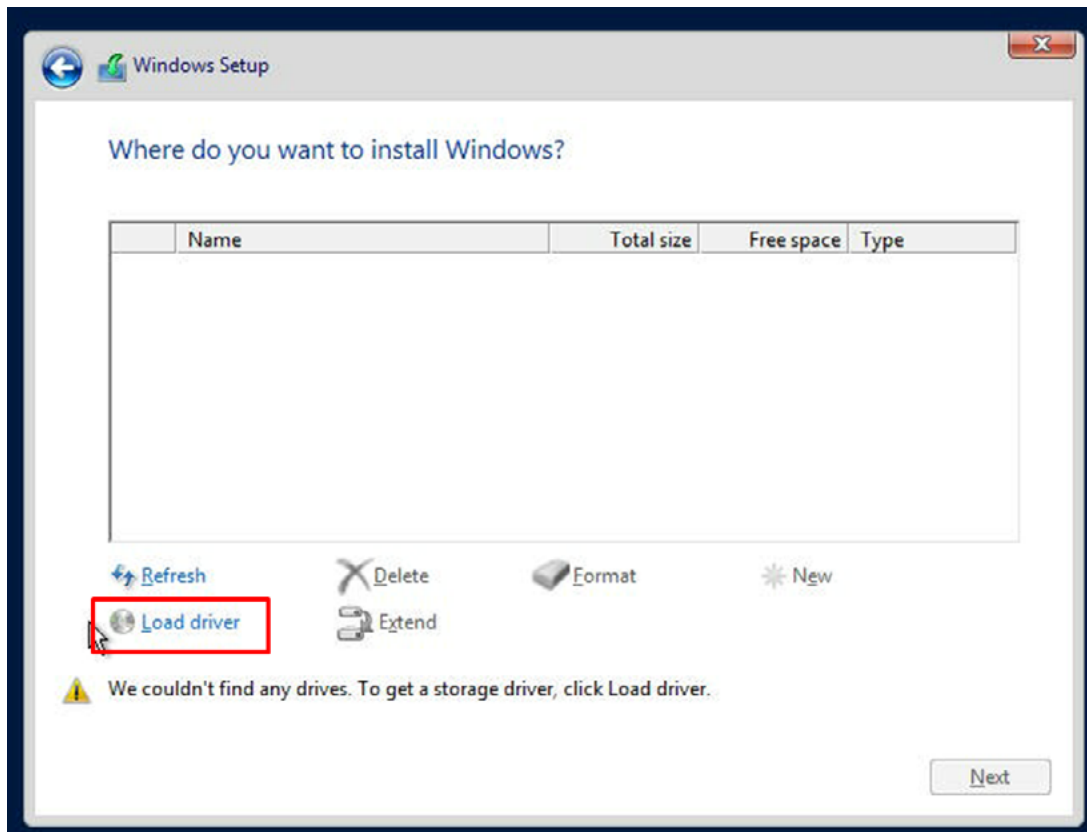 Windows Setup
Where do you want to install Windows?
Name Total size Free space Type
Refresh Delete Format New
Load driver Extend
We couldn't find any drives. To get a storage driver, click Load driver.
Next